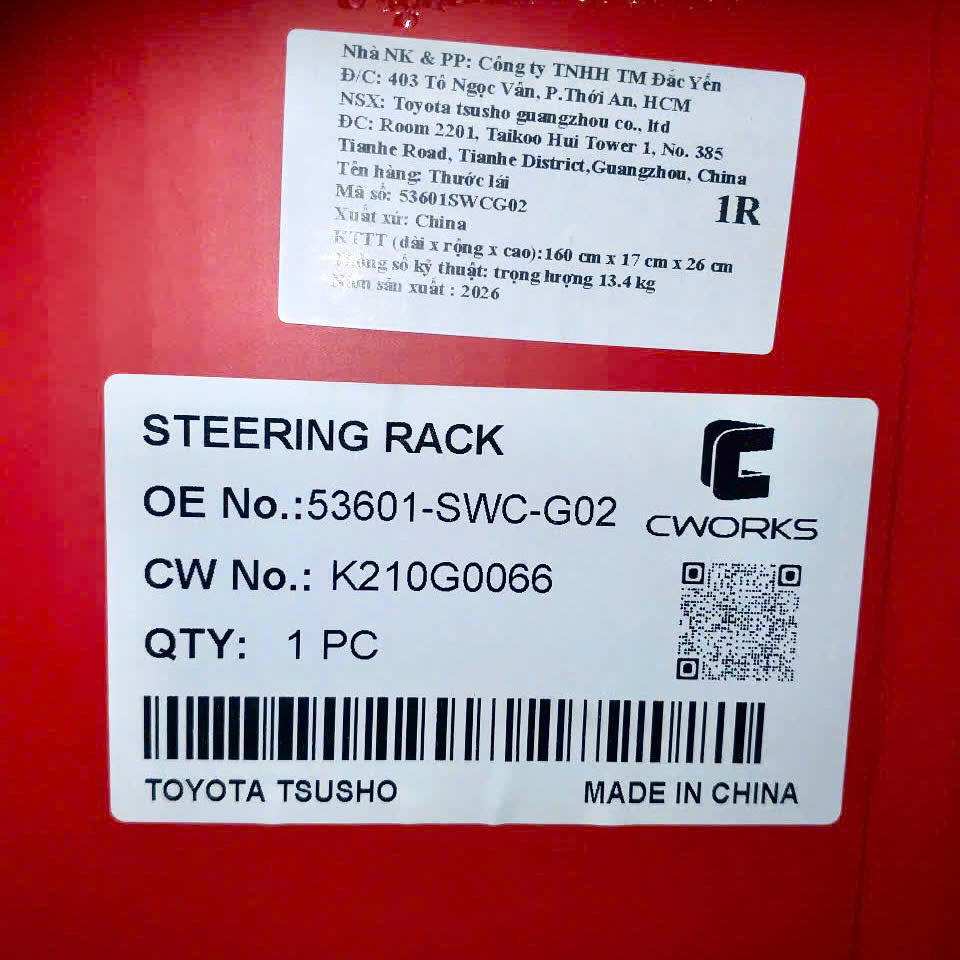 Nhà NK & PP: Công ty TNHH TM Đắc Yến
Đ/C: 403 Tô Ngọc Vân, P.Thới An, HCM
NSX: Toyota tsusho guangzhou co., ltd
ĐC: Room 2201, Taikoo Hui Tower 1, No. 385
Tianhe Road, Tianhe District,Guangzhou, China
Tên hàng: Thước lái
Mã số: 53601SWCG02
1R
Xuất xứ: China
KTTT (dài x rộng x cao):160 cm x 17 cm x 26 cm
Thông số kỹ thuật: trọng lượng 13.4 kg
Năm sản xuất : 2026
STEERING RACK
OE No.:53601-SWC-G02
CWORKS
CW No.: K210G0066
QTY: 1 PC
TOYOTA TSUSHO
MADE IN CHINA